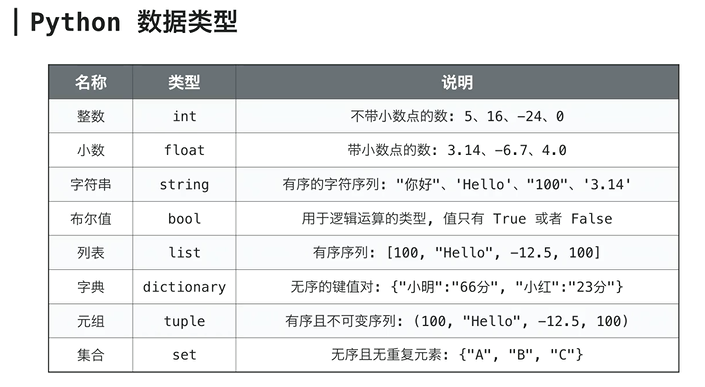 Python 数据类型
名称 类型 说明
整数 int 不带小数点的数: 5、16、-24、0
小数 float 带小数点的数: 3.14、-6.7、4.0
字符串 string 有序的字符序列: "你好"、'Hello'、"100"、'3.14'
布尔值 bool 用于逻辑运算的类型, 值只有 True 或者 False
列表 list 有序序列: [100, "Hello", -12.5, 100]
字典 dictionary 无序的键值对: {"小明":"66分", "小红":"23分"}
元组 tuple 有序且不可变序列: (100, "Hello", -12.5, 100)
集合 set 无序且无重复元素: {"A", "B", "C"}